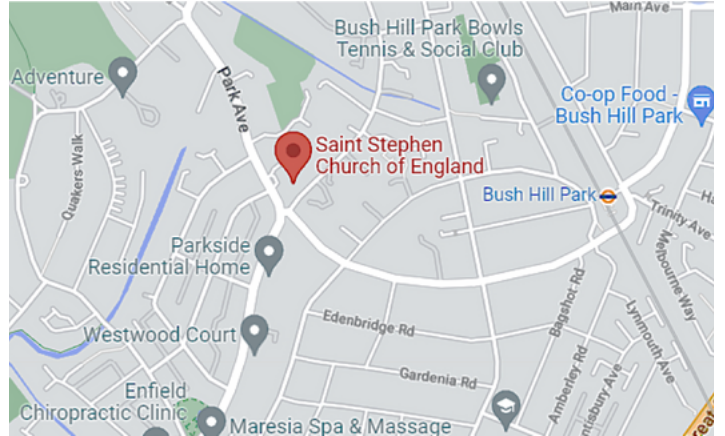 Main Ave
Bush Hill Park Bowls
Tennis & Social Club
Adventure
Park Ave
Co-op Food -
Bush Hill Park
Saint Stephen
Church of England
Quakers Walk
Bush Hill Park
Trinity Ave
Melbourne Way
Parkside
Residential Home
Bagshot Rd
Lynmouth Ave
Edenbridge Rd
Westwood Court
Gardenia Rd
Amberley Rd
Enfield
Chiropractic Clinic
Maresia Spa & Massage